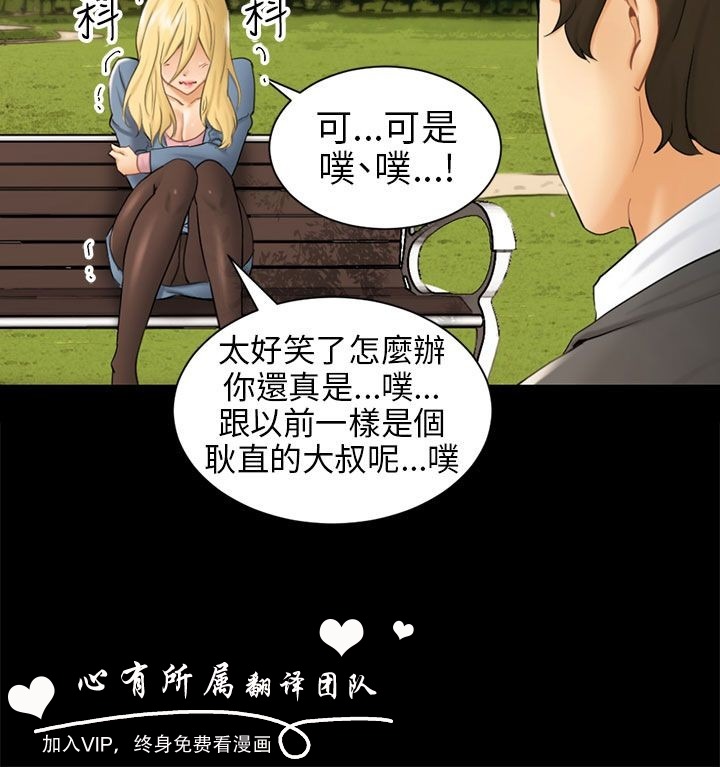 抖
抖
可...可是
噗、噗...!
太好笑了怎麼辦
你還真是...噗...
跟以前一樣是個
耿直的大叔呢...噗
心有所属翻译团队
加入VIP，终身免费看漫画